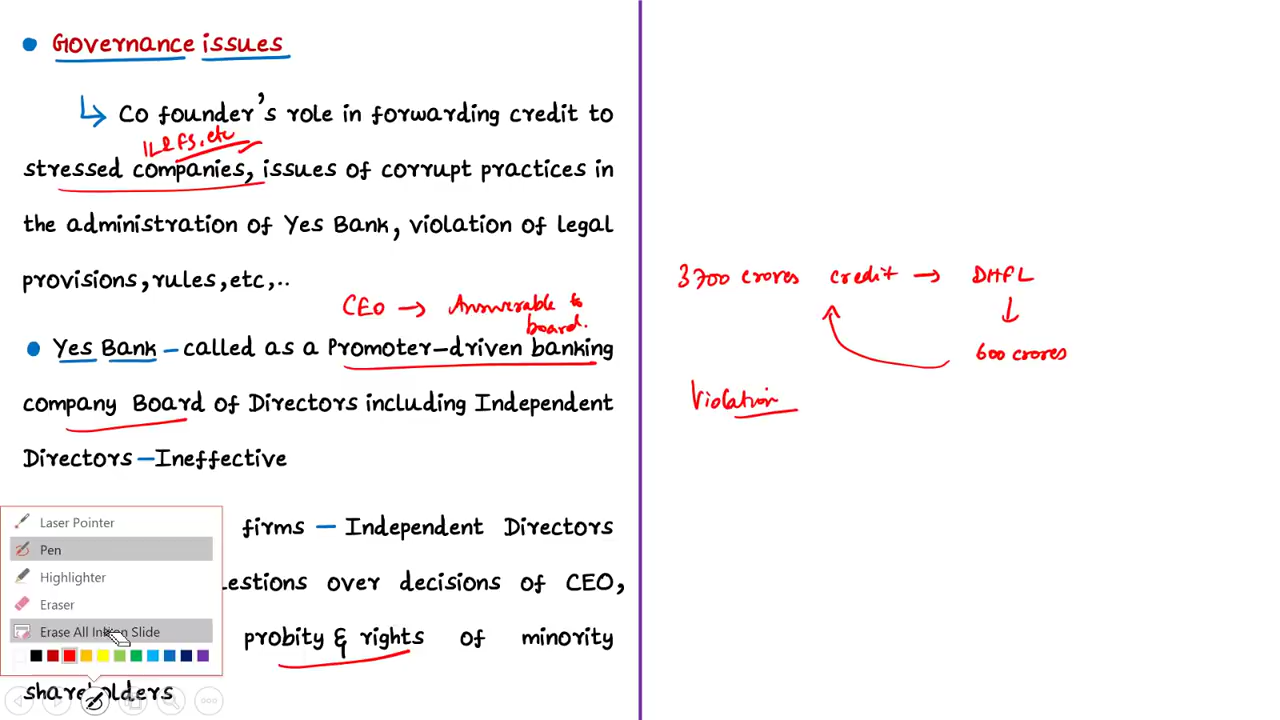 Governance issues
Co founder's role in forwarding credit to
IL&FS, etc
stressed companies, issues of corrupt practices in
the administration of Yes Bank, violation of legal
provisions, rules, etc,..
CEO → Answerable to
board.
Yes Bank – called as a Promoter-driven banking
company Board of Directors including Independent
Directors – Ineffective
firms – Independent Directors
estions over decisions of CEO,
probity & rights of minority
shareholders
Laser Pointer
Pen
Highlighter
Eraser
Erase All Ink on Slide
3700 crores credit → DHFL
600 crores
Violation